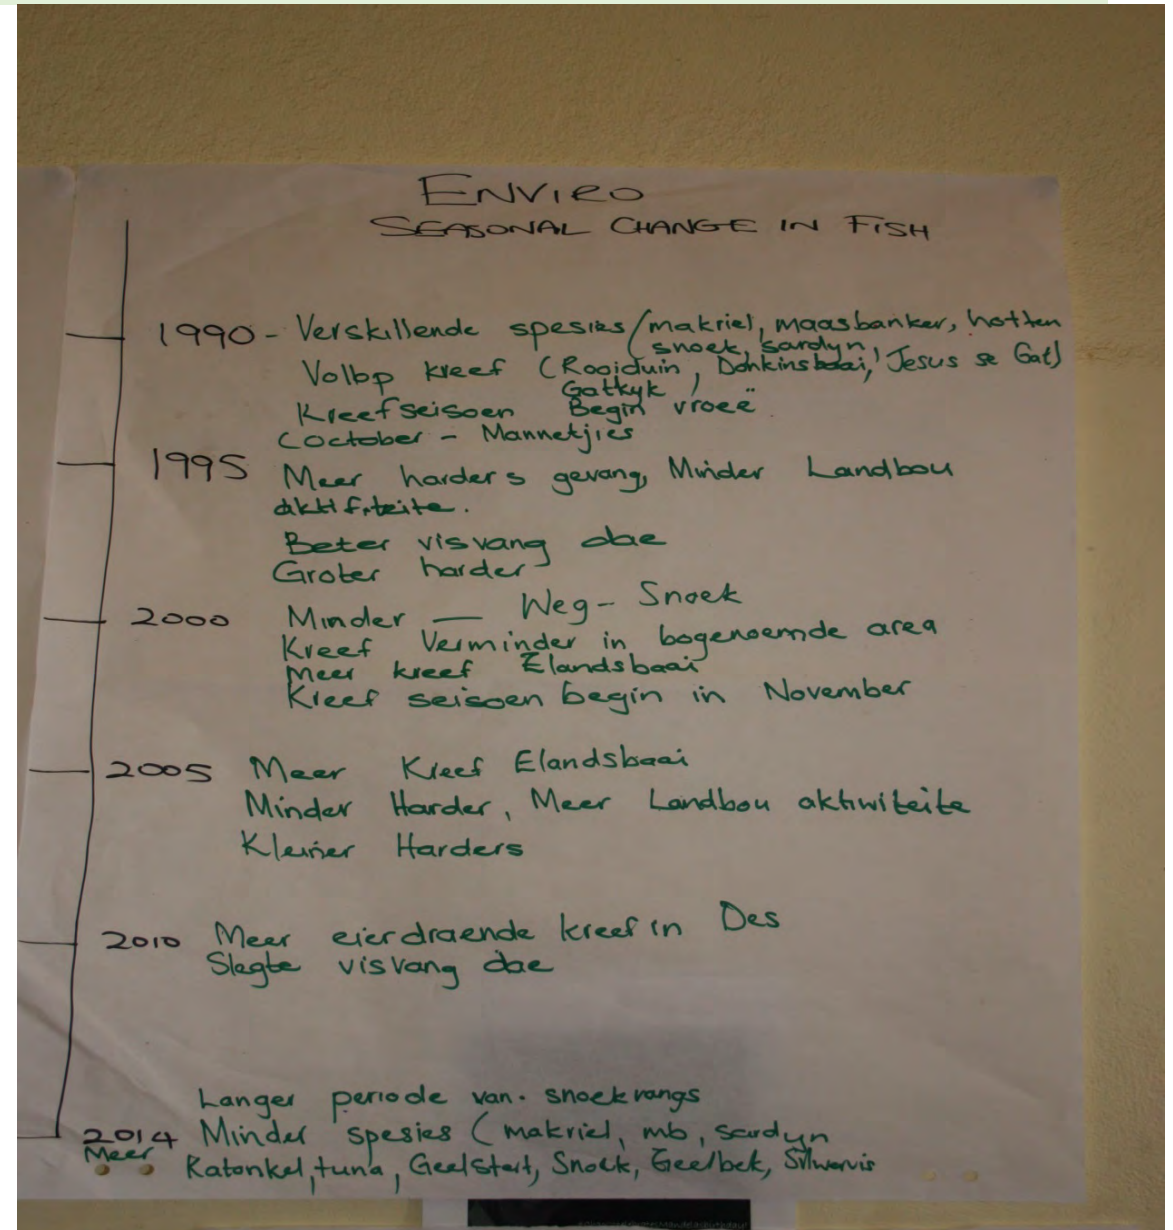 ENVIRO
SEASONAL CHANGE IN FISH
1990 - Verskillende spesies (makriel, maasbanker, hotten
snoek, sardyn,
Volop kreef (Rooiduin, Donkinsbaai, Jesus se Gat)
Gatkyk)
Kreefseisoen Begin vroeë
(October - Mannetjies
1995 Meer harders gevang, Minder Landbou
aktifiteite.
Beter visvang dae
Groter harder
2000 Minder — Weg - Snoek
Kreef Verminder in bogenoemde area
Meer kreef Elandsbaai
Kreef seisoen begin in November
2005 Meer Kreef Elandsbaai
Minder Harder, Meer Landbou aktiwiteite
Kleiner Harders
2010 Meer eierdraende kreef in Des
Slegte visvang dae
Langer periode van. snoekvangs
2014 Minder spesies (makriel, mb, sardyn
Meer Katonkel, tuna, Geelstert, Snoek, Geelbek, Silwervis